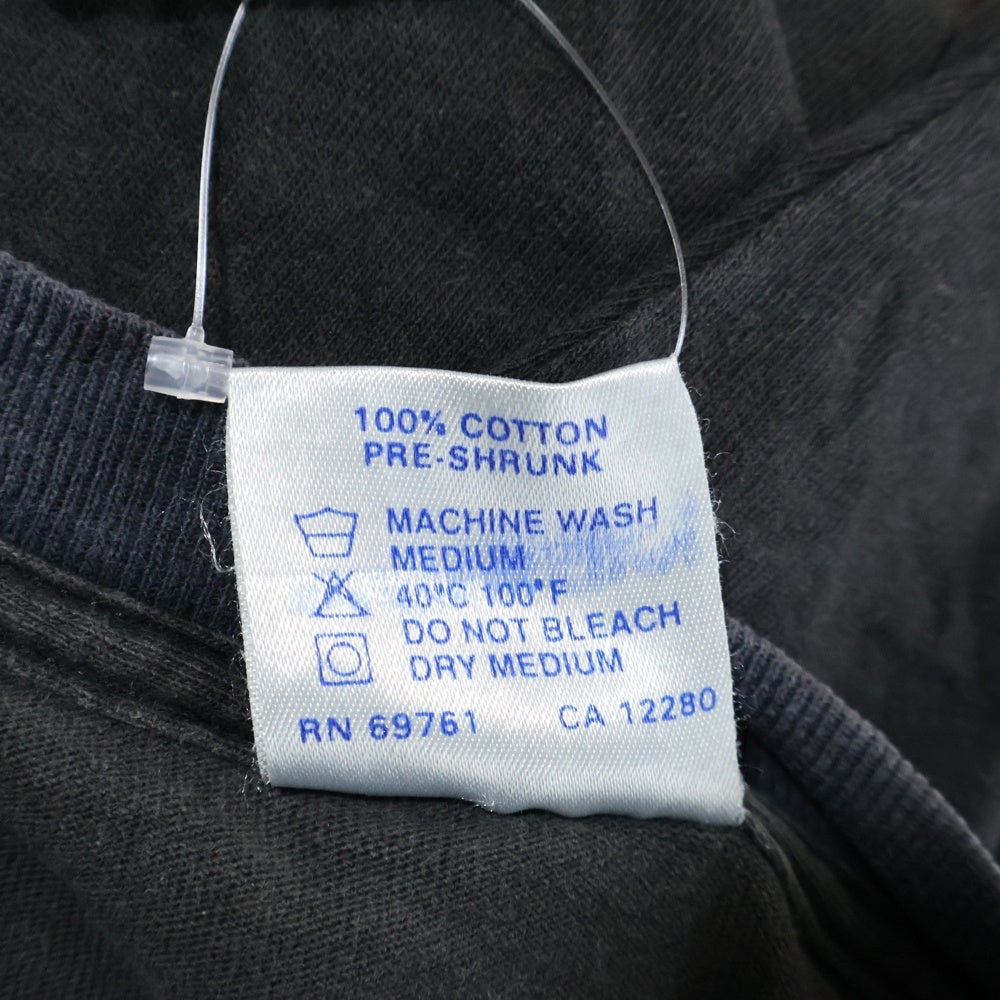 100% COTTON
PRE-SHRUNK
MACHINE WASH
MEDIUM
40°C 100°F
DO NOT BLEACH
DRY MEDIUM
RN 69761 CA 12280